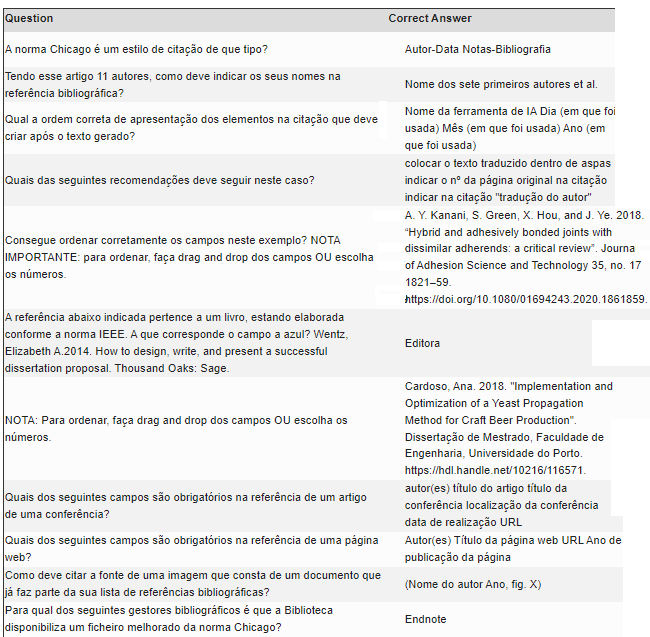 Question Correct Answer
A norma Chicago é um estilo de citação de que tipo? Autor-Data Notas-Bibliografia
Tendo esse artigo 11 autores, como deve indicar os seus nomes na
referência bibliográfica?
Nome dos sete primeiros autores et al.
Qual a ordem correta de apresentação dos elementos na citação que deve
criar após o texto gerado?
Nome da ferramenta de IA Dia (em que foi
usada) Mês (em que foi usada) Ano (em
que foi usada)
Quais das seguintes recomendações deve seguir neste caso?
colocar o texto traduzido dentro de aspas
indicar o nº da página original na citação
indicar na citação "tradução do autor"
Consegue ordenar corretamente os campos neste exemplo? NOTA
IMPORTANTE: para ordenar, faça drag and drop dos campos OU escolha
os números.
A. Y. Kanani, S. Green, X. Hou, and J. Ye. 2018.
“Hybrid and adhesively bonded joints with
dissimilar adherends: a critical review”. Journa
of Adhesion Science and Technology 35, no. 17
1821–59.
https://doi.org/10.1080/01694243.2020.1861859.
A referência abaixo indicada pertence a um livro, estando elaborada
conforme a norma IEEE. A que corresponde o campo a azul? Wentz,
Elizabeth A.2014. How to design, write, and present a successful
dissertation proposal. Thousand Oaks: Sage.
Editora
NOTA: Para ordenar, faça drag and drop dos campos OU escolha os
números.
Cardoso, Ana. 2018. "Implementation and
Optimization of a Yeast Propagation
Method for Craft Beer Production".
Dissertação de Mestrado, Faculdade de
Engenharia, Universidade do Porto.
https://hdl.handle.net/10216/116571.
Quais dos seguintes campos são obrigatórios na referência de um artigo
de uma conferência?
autor(es) título do artigo título da
conferência localização da conferência
data de realização URL
Quais dos seguintes campos são obrigatórios na referência de uma página
web?
Autor(es) Título da página web URL Ano de
publicação da página
Como deve citar a fonte de uma imagem que consta de um documento que
já faz parte da sua lista de referências bibliográficas?
(Nome do autor Ano, fig. X)
Para qual dos seguintes gestores bibliográficos é que a Biblioteca
disponibiliza um ficheiro melhorado da norma Chicago?
Endnote